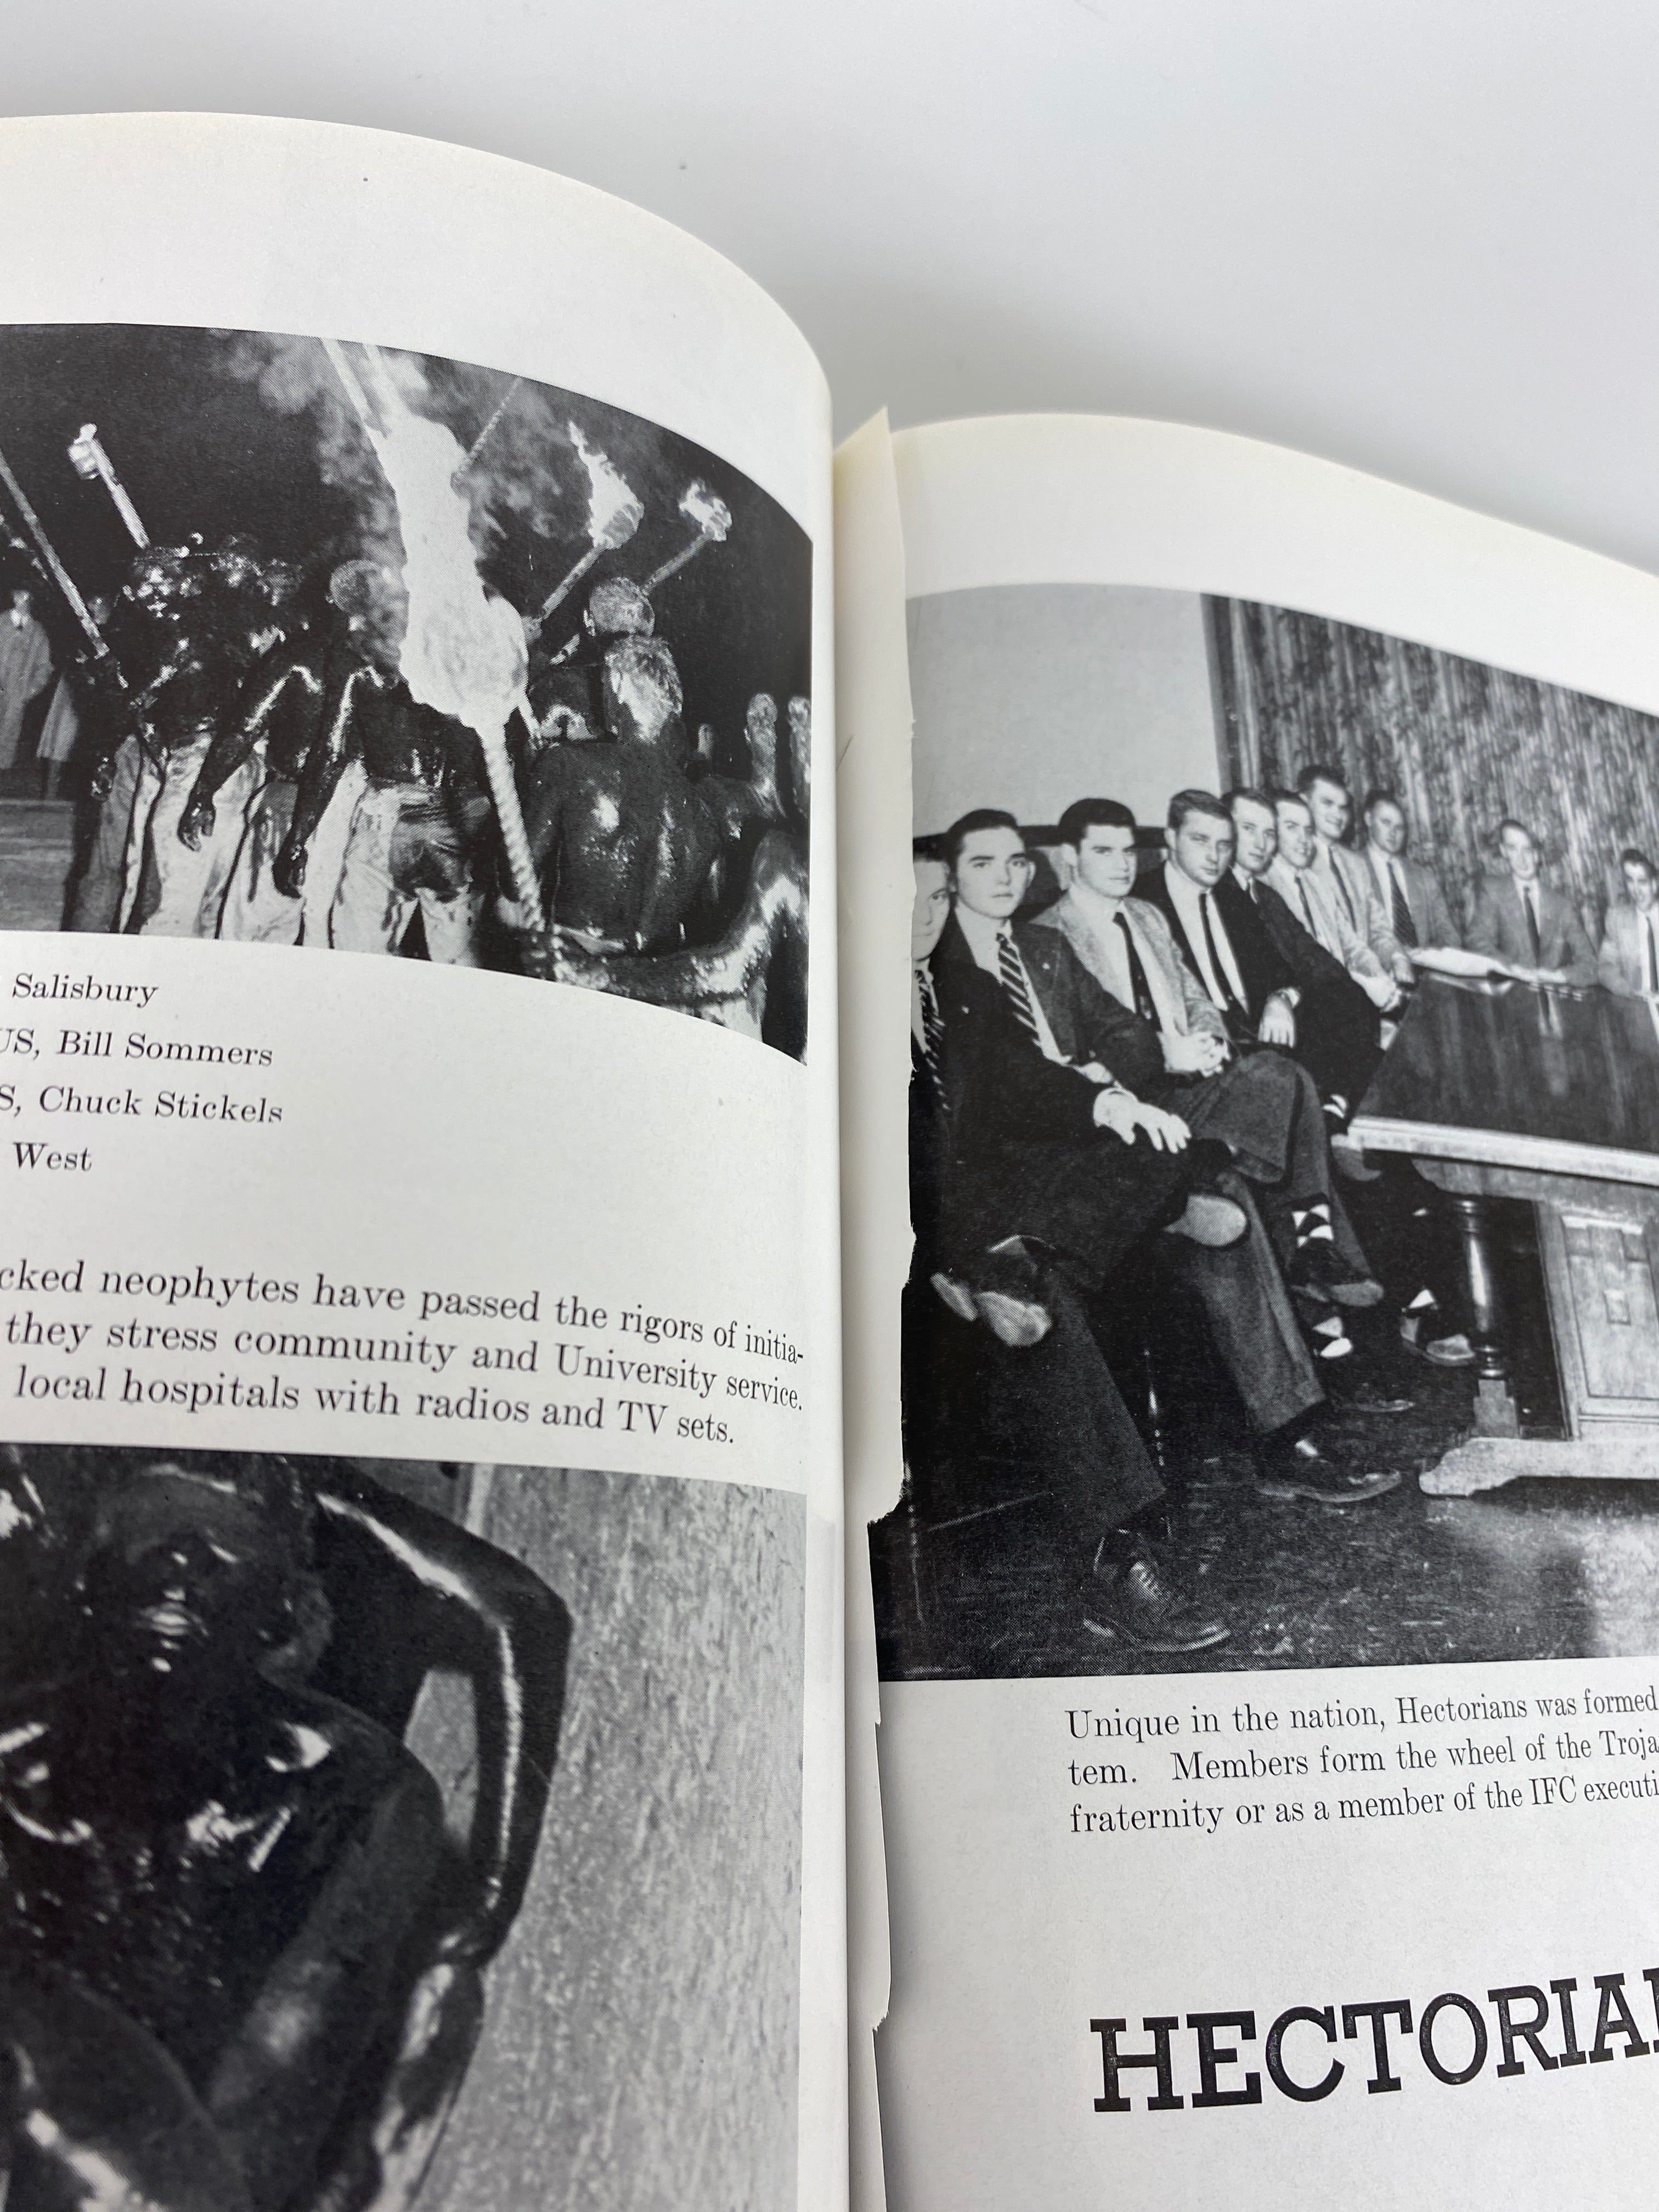 Salisbury
US, Bill Sommers
S, Chuck Stickels
West
cked neophytes have passed the rigors of initia-
they stress community and University service.
local hospitals with radios and TV sets.
Unique in the nation, Hectorians was formed
tem. Members form the wheel of the Troja
fraternity or as a member of the IFC executi
HECTORIAN